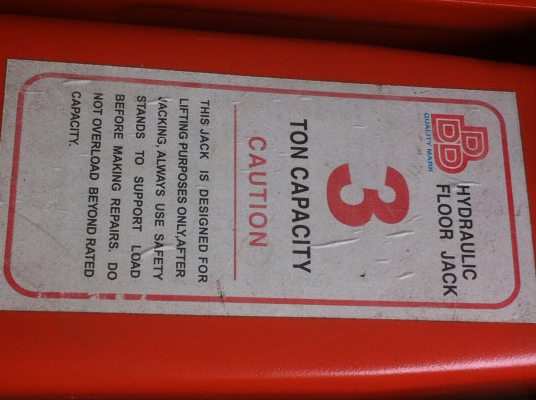 HYDRAULIC
FLOOR JACK
QUALITY MARK
3
TON CAPACITY
CAUTION
THIS JACK IS DESIGNED FOR
LIFTING PURPOSES ONLY,AFTER
JACKING, ALWAYS USE SAFETY
STANDS TO SUPPORT LOAD
BEFORE MAKING REPAIRS. DO
NOT OVERLOAD BEYOND RATED
CAPACITY.